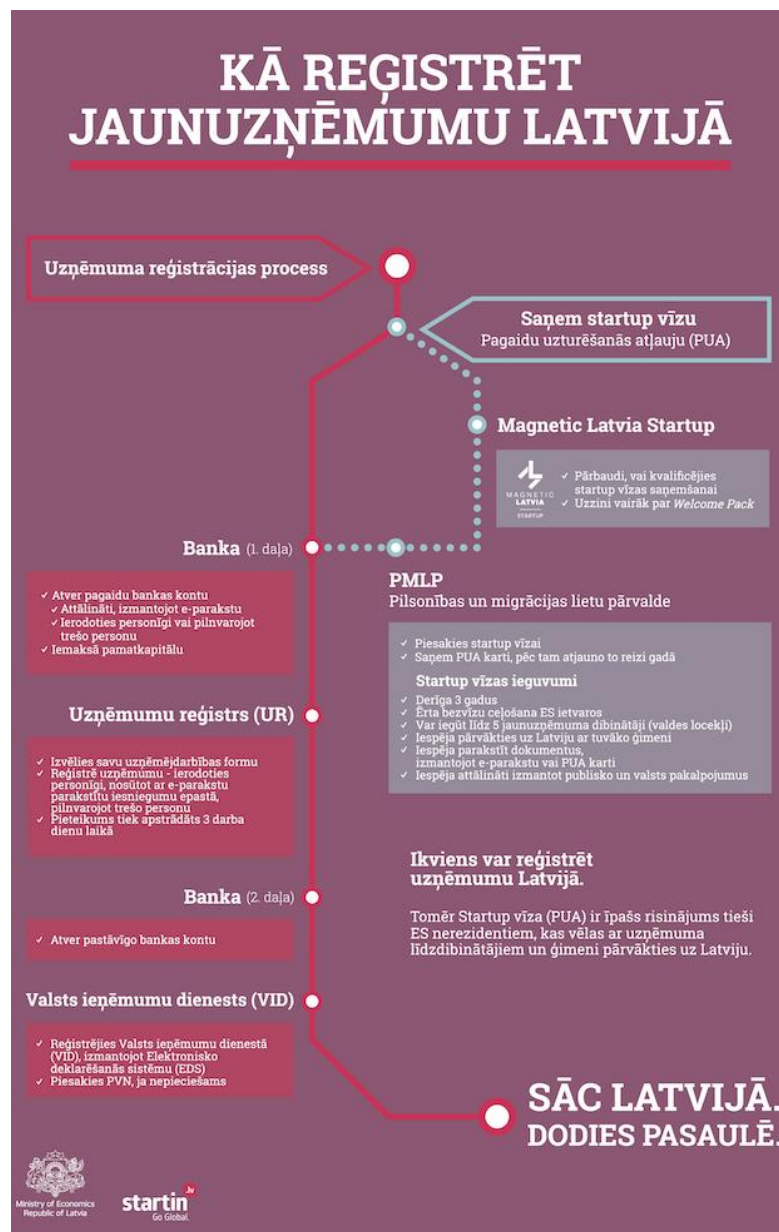 KĀ REĢISTRĒT
JAUNUZŅĒMUMU LATVIJĀ
Uzņēmuma reģistrācijas process
Saņem startup vīzu
Pagaidu uzturēšanās atļauju (PUA)
Magnetic Latvia Startup
MAGNETIC
LATVIA
STARTUP
✓ Pārbaudi, vai kvalificējies
startup vīzas saņemšanai
✓ Uzzini vairāk par Welcome Pack
Banka (1. daļa)
✓ Atver pagaidu bankas kontu
✓ Attālināti, izmantojot e-parakstu
✓ Ierodoties personīgi vai pilnvarojot
trešo personu
✓ Iemaksā pamatkapitālu
PMLP
Pilsonības un migrācijas lietu pārvalde
✓ Piesakies startup vīzai
✓ Saņem PUA karti, pēc tam atjauno to reizi gadā
Startup vīzas ieguvumi
✓ Derīga 3 gadus
✓ Ērta bezvīzu ceļošana ES ietvaros
✓ Var iegūt līdz 5 jaunuzņēmuma dibinātāji (valdes locekļi)
✓ Iespēja pārvākties uz Latviju ar tuvāko ģimeni
✓ Iespēja parakstīt dokumentus,
izmantojot e-parakstu vai PUA karti
✓ Iespēja attālināti izmantot publisko un valsts pakalpojumus
Uzņēmumu reģistrs (UR)
✓ Izvēlies savu uzņēmējdarbības formu
✓ Reģistrē uzņēmumu - ierodoties
personīgi, nosūtot ar e-parakstu
parakstītu iesniegumu epastā,
pilnvarojot trešo personu
✓ Pieteikums tiek apstrādāts 3 darba
dienu laikā
Ikviens var reģistrēt
uzņēmumu Latvijā.
Tomēr Startup vīza (PUA) ir īpašs risinājums tieši
ES nerezidentiem, kas vēlas ar uzņēmuma
līdzdibinātājiem un ģimeni pārvākties uz Latviju.
Banka (2. daļa)
✓ Atver pastāvīgo bankas kontu
Valsts ieņēmumu dienests (VID)
✓ Reģistrējies Valsts ieņēmumu dienestā
(VID), izmantojot Elektronisko
deklarēšanās sistēmu (EDS)
✓ Piesakies PVN, ja nepieciešams
SĀC LATVIJĀ.
DODIES PASAULĒ.
Ministry of Economics
Republic of Latvia
startin.lv
Go Global.